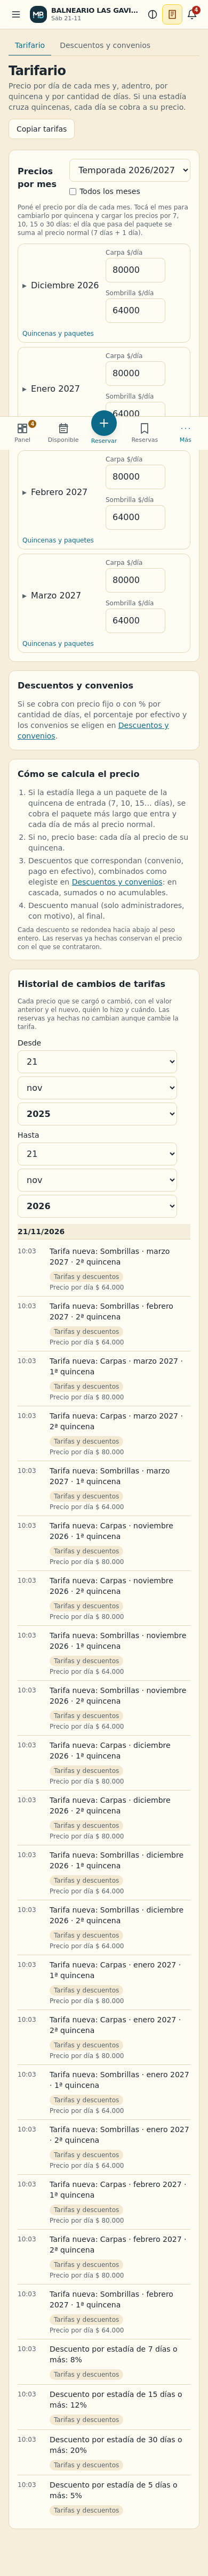 MB
BALNEARIO LAS GAVI...
Sáb 21-11
4
Tarifario
Descuentos y convenios
Tarifario
Precio por día de cada mes y, adentro, por
quincena y por cantidad de días. Si una estadía
cruza quincenas, cada día se cobra a su precio.
Copiar tarifas
Precios
por mes
Temporada 2026/2027
Todos los meses
Poné el precio por día de cada mes. Tocá el mes para
cambiarlo por quincena y cargar los precios por 7,
10, 15 o 30 días: el día que pasa del paquete se
suma al precio normal (7 días + 1 día).
Carpa $/día
▸ Diciembre 2026
80000
Sombrilla $/día
64000
Quincenas y paquetes
Carpa $/día
▸ Enero 2027
80000
Sombrilla $/día
64000
4
Panel
Disponible
Reservar
Reservas
Más
Carpa $/día
▸ Febrero 2027
80000
Sombrilla $/día
64000
Quincenas y paquetes
Carpa $/día
▸ Marzo 2027
80000
Sombrilla $/día
64000
Quincenas y paquetes
Descuentos y convenios
Si se cobra con precio fijo o con % por
cantidad de días, el porcentaje por efectivo y
los convenios se eligen en Descuentos y
convenios.
Cómo se calcula el precio
1. Si la estadía llega a un paquete de la
quincena de entrada (7, 10, 15… días), se
cobra el paquete más largo que entra y
cada día de más al precio normal.
2. Si no, precio base: cada día al precio de su
quincena.
3. Descuentos que correspondan (convenio,
pago en efectivo), combinados como
elegiste en Descuentos y convenios: en
cascada, sumados o no acumulables.
4. Descuento manual (solo administradores,
con motivo), al final.
Cada descuento se redondea hacia abajo al peso
entero. Las reservas ya hechas conservan el precio
con el que se contrataron.
Historial de cambios de tarifas
Cada precio que se cargó o cambió, con el valor
anterior y el nuevo, quién lo hizo y cuándo. Las
reservas ya hechas no cambian aunque cambie la
tarifa.
Desde
21
nov
2025
Hasta
21
nov
2026
21/11/2026
10:03 Tarifa nueva: Sombrillas · marzo
2027 · 2ª quincena
Tarifas y descuentos
Precio por día $ 64.000
10:03 Tarifa nueva: Sombrillas · febrero
2027 · 2ª quincena
Tarifas y descuentos
Precio por día $ 64.000
10:03 Tarifa nueva: Carpas · marzo 2027 ·
1ª quincena
Tarifas y descuentos
Precio por día $ 80.000
10:03 Tarifa nueva: Carpas · marzo 2027 ·
2ª quincena
Tarifas y descuentos
Precio por día $ 80.000
10:03 Tarifa nueva: Sombrillas · marzo
2027 · 1ª quincena
Tarifas y descuentos
Precio por día $ 64.000
10:03 Tarifa nueva: Carpas · noviembre
2026 · 1ª quincena
Tarifas y descuentos
Precio por día $ 80.000
10:03 Tarifa nueva: Carpas · noviembre
2026 · 2ª quincena
Tarifas y descuentos
Precio por día $ 80.000
10:03 Tarifa nueva: Sombrillas · noviembre
2026 · 1ª quincena
Tarifas y descuentos
Precio por día $ 64.000
10:03 Tarifa nueva: Sombrillas · noviembre
2026 · 2ª quincena
Tarifas y descuentos
Precio por día $ 64.000
10:03 Tarifa nueva: Carpas · diciembre
2026 · 1ª quincena
Tarifas y descuentos
Precio por día $ 80.000
10:03 Tarifa nueva: Carpas · diciembre
2026 · 2ª quincena
Tarifas y descuentos
Precio por día $ 80.000
10:03 Tarifa nueva: Sombrillas · diciembre
2026 · 1ª quincena
Tarifas y descuentos
Precio por día $ 64.000
10:03 Tarifa nueva: Sombrillas · diciembre
2026 · 2ª quincena
Tarifas y descuentos
Precio por día $ 64.000
10:03 Tarifa nueva: Carpas · enero 2027 ·
1ª quincena
Tarifas y descuentos
Precio por día $ 80.000
10:03 Tarifa nueva: Carpas · enero 2027 ·
2ª quincena
Tarifas y descuentos
Precio por día $ 80.000
10:03 Tarifa nueva: Sombrillas · enero 2027
· 1ª quincena
Tarifas y descuentos
Precio por día $ 64.000
10:03 Tarifa nueva: Sombrillas · enero 2027
· 2ª quincena
Tarifas y descuentos
Precio por día $ 64.000
10:03 Tarifa nueva: Carpas · febrero 2027 ·
1ª quincena
Tarifas y descuentos
Precio por día $ 80.000
10:03 Tarifa nueva: Carpas · febrero 2027 ·
2ª quincena
Tarifas y descuentos
Precio por día $ 80.000
10:03 Tarifa nueva: Sombrillas · febrero
2027 · 1ª quincena
Tarifas y descuentos
Precio por día $ 64.000
10:03 Descuento por estadía de 7 días o
más: 8%
Tarifas y descuentos
10:03 Descuento por estadía de 15 días o
más: 12%
Tarifas y descuentos
10:03 Descuento por estadía de 30 días o
más: 20%
Tarifas y descuentos
10:03 Descuento por estadía de 5 días o
más: 5%
Tarifas y descuentos